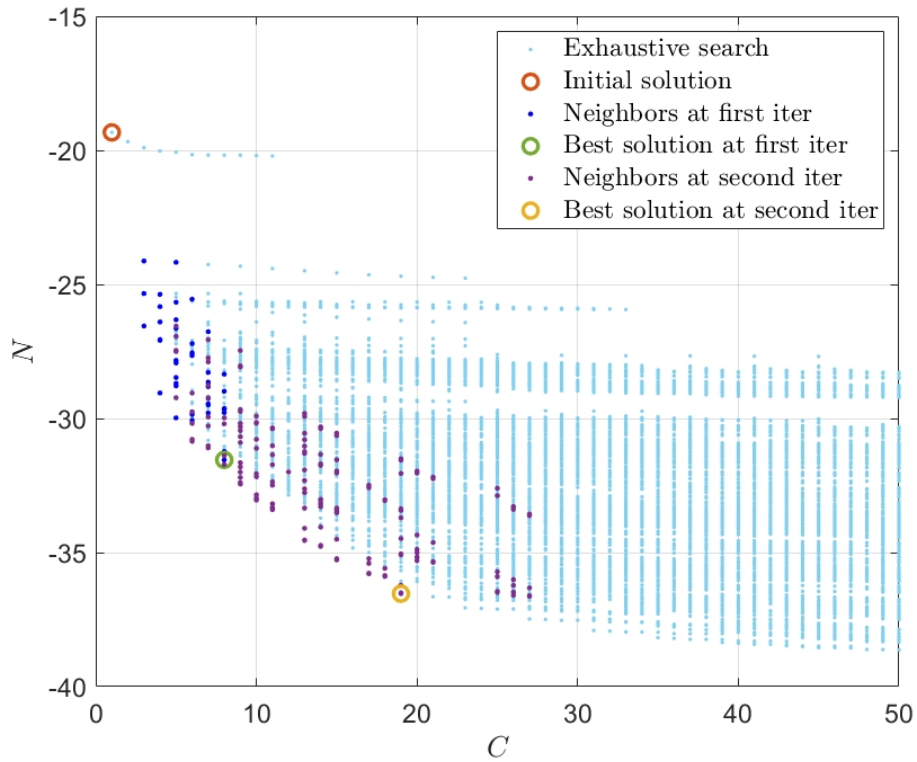 -15
-20
-25
-30
-35
-40
N
Exhaustive search
Initial solution
Neighbors at first iter
Best solution at first iter
Neighbors at second iter
Best solution at second iter
0 10 20 30 40 50
C